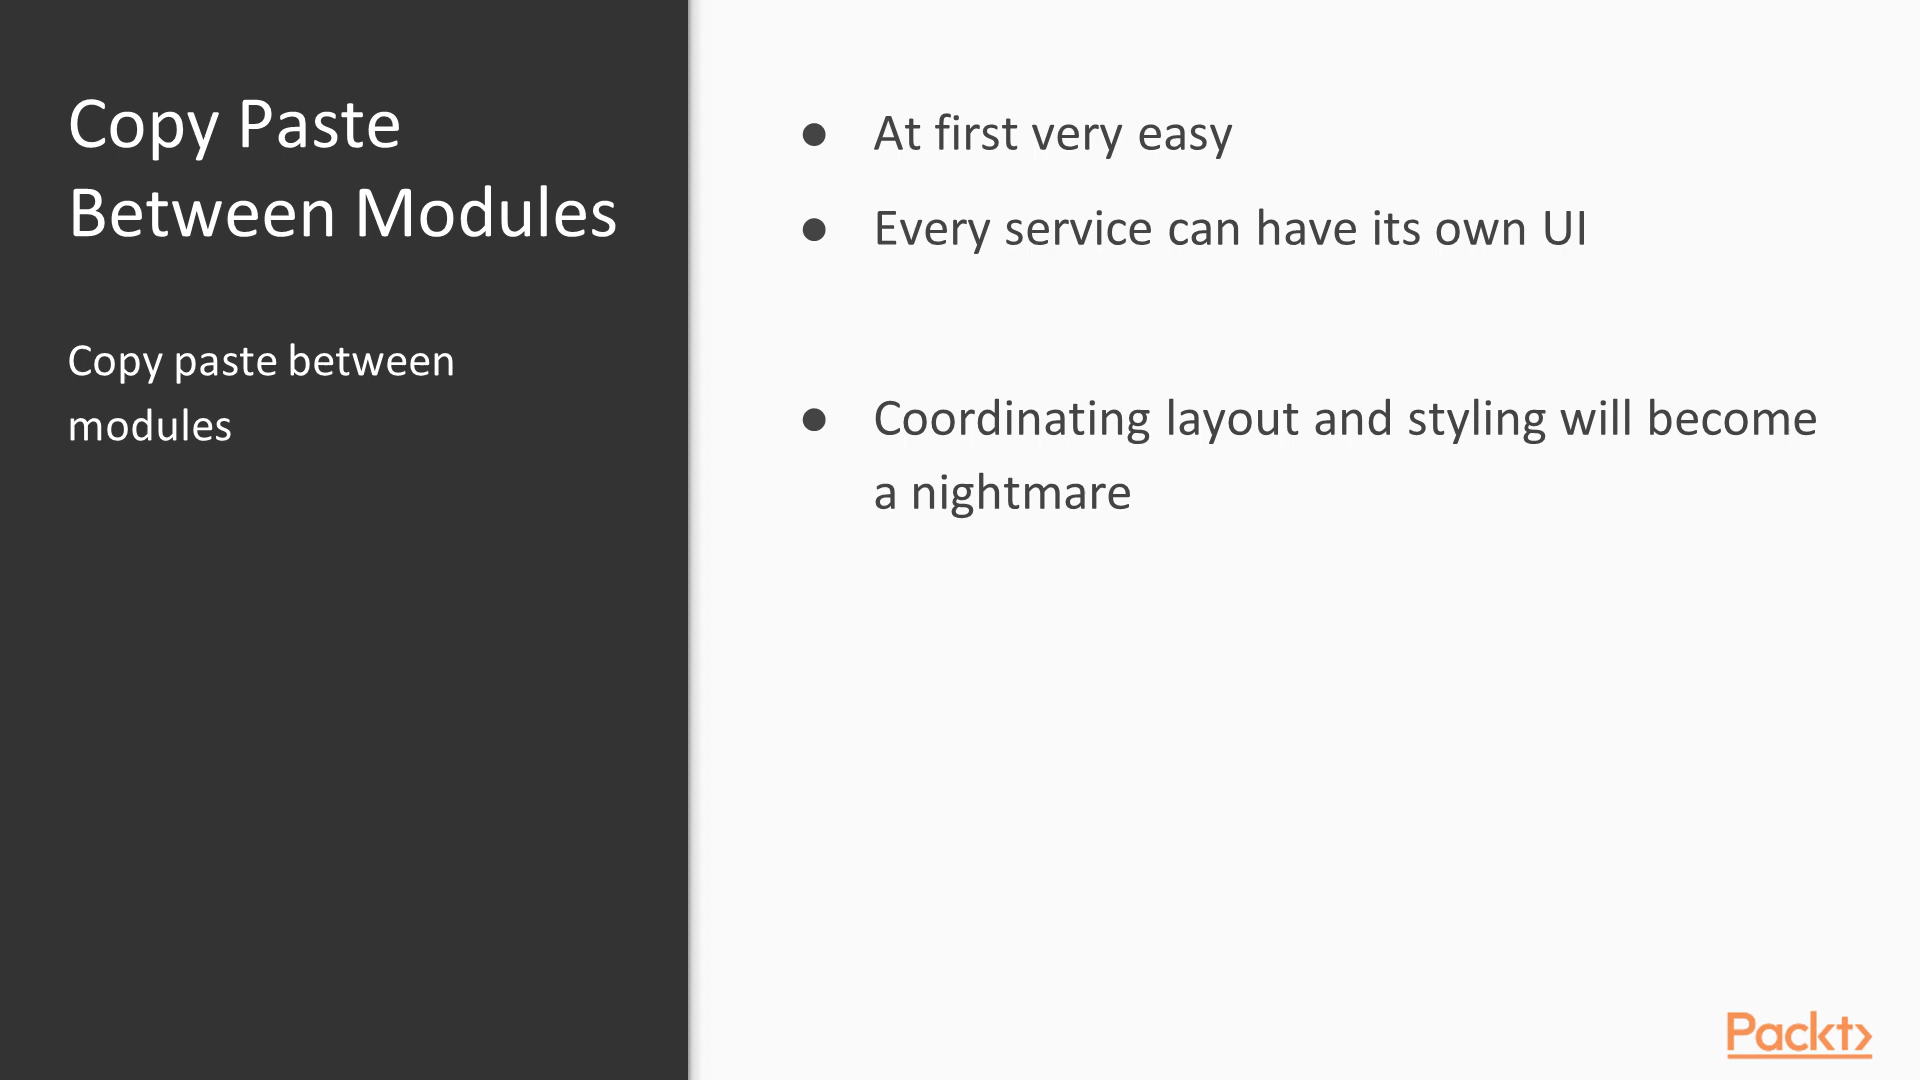 Copy Paste
Between Modules
Copy paste between
modules
● At first very easy
● Every service can have its own UI
● Coordinating layout and styling will become
a nightmare
Packt>